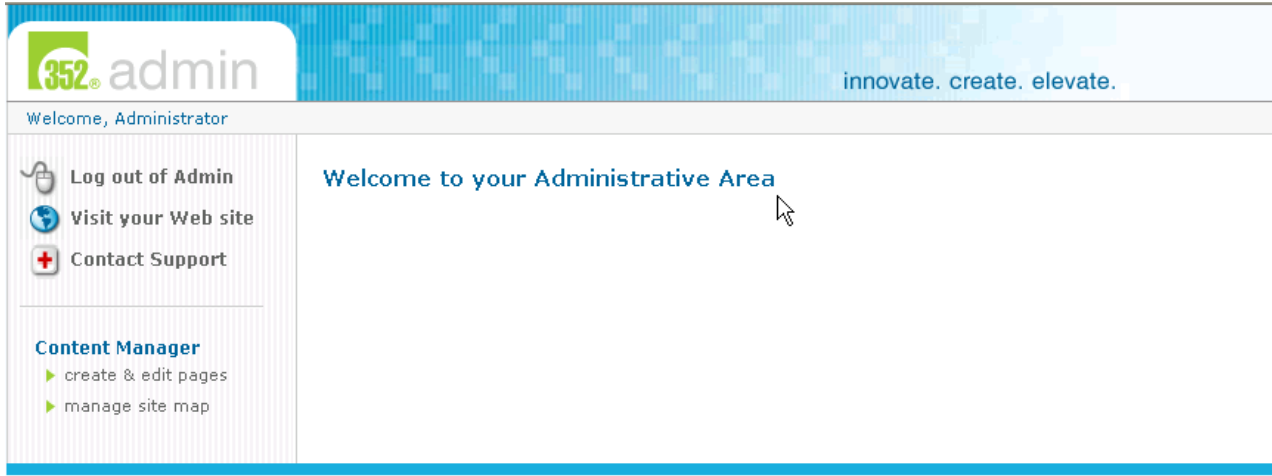 352® admin
innovate. create. elevate.
Welcome, Administrator
Log out of Admin
Visit your Web site
Contact Support
Content Manager
create & edit pages
manage site map
Welcome to your Administrative Area